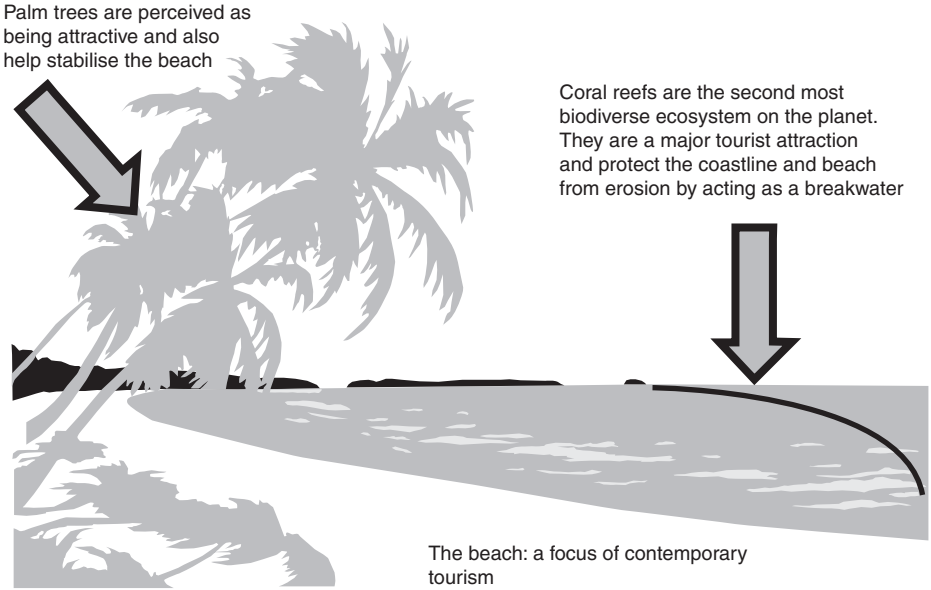 Palm trees are perceived as
being attractive and also
help stabilise the beach
Coral reefs are the second most
biodiverse ecosystem on the planet.
They are a major tourist attraction
and protect the coastline and beach
from erosion by acting as a breakwater
The beach: a focus of contemporary
tourism